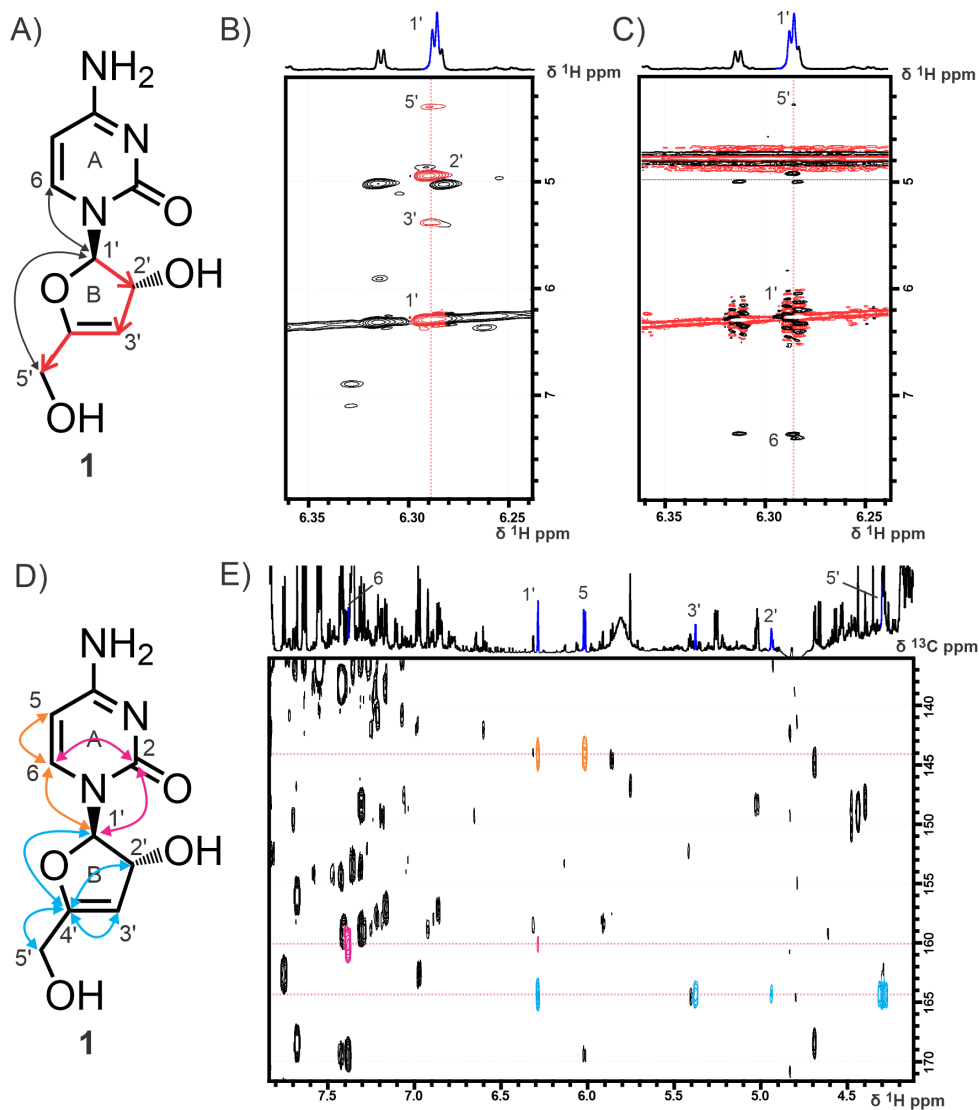 A)
NH2
A
N
6
N
O
1'
2'
OH
O
B
3'
5'
OH
1
B)
1'
δ 1H ppm
5'
2'
5
3'
1'
6
7
6.35
6.30
6.25
δ 1H ppm
C)
1'
δ 1H ppm
5'
5
1'
6
6
7
6.35
6.30
6.25
δ 1H ppm
D)
NH2
5
A
N
2
6
N
O
1'
2'
OH
O
B
4'
3'
5'
OH
1
E)
6
1'
5
3'
2'
5'
δ 13C ppm
140
145
150
155
160
165
170
7.5
7.0
6.5
6.0
5.5
5.0
4.5
δ 1H ppm